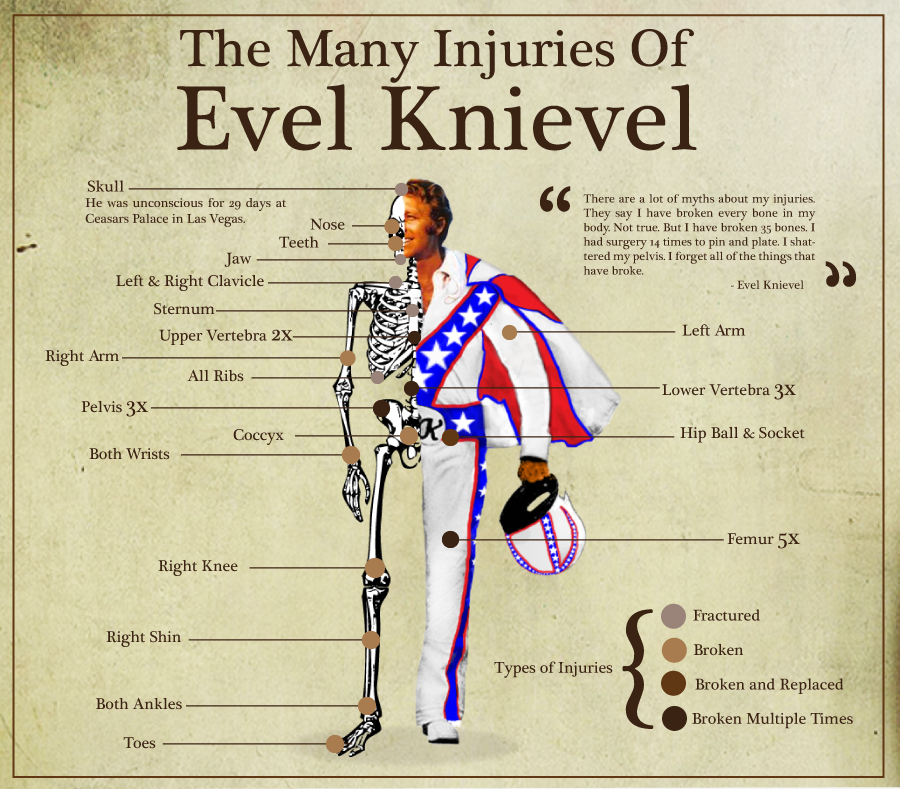 The Many Injuries Of
Evel Knievel
Skull
He was unconscious for 29 days at
Ceasars Palace in Las Vegas.
Nose
Teeth
Jaw
Left & Right Clavicle
Sternum
Upper Vertebra 2X
Right Arm
All Ribs
Pelvis 3X
Coccyx
Both Wrists
Right Knee
Right Shin
Both Ankles
Toes
“ There are a lot of myths about my injuries.
They say I have broken every bone in my
body. Not true. But I have broken 35 bones. I
had surgery 14 times to pin and plate. I shat-
tered my pelvis. I forget all of the things that
have broke. ”
- Evel Knievel
Left Arm
Lower Vertebra 3X
Hip Ball & Socket
K
Femur 5X
Types of Injuries
Fractured
Broken
Broken and Replaced
Broken Multiple Times